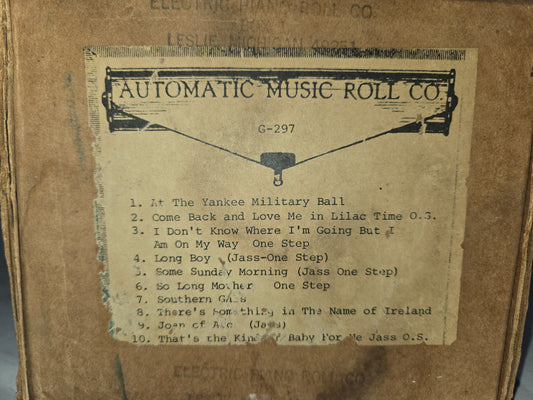 ELECTRIC PIANO ROLL CO.
LESLIE MICHIGAN
AUTOMATIC MUSIC ROLL CO.
G-297
1. At The Yankee Military Ball
2. Come Back and Love Me in Lilac Time O.S.
3. I Don't Know Where I'm Going But I
Am On My Way One Step
4. Long Boy (Jass-One Step)
5. Some Sunday Morning (Jass One Step)
6. So Long Mother One Step
7. Southern Gals
8. There's Something in The Name of Ireland
9. Joan of Arc (Jass)
10. That's the Kind of Baby For Me Jass O.S.
ELECTRIC PIANO ROLL CO.